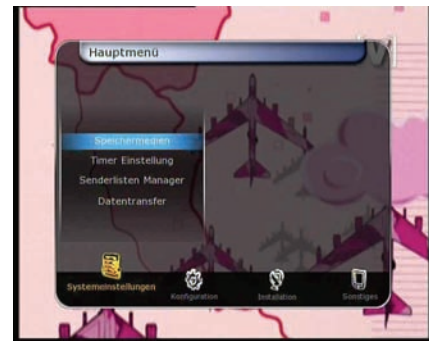 Hauptmenü
Speichermedien
Timer Einstellung
Senderlisten Manager
Datentransfer
Systemeinstellungen
Konfiguration
Installation
Sonstiges